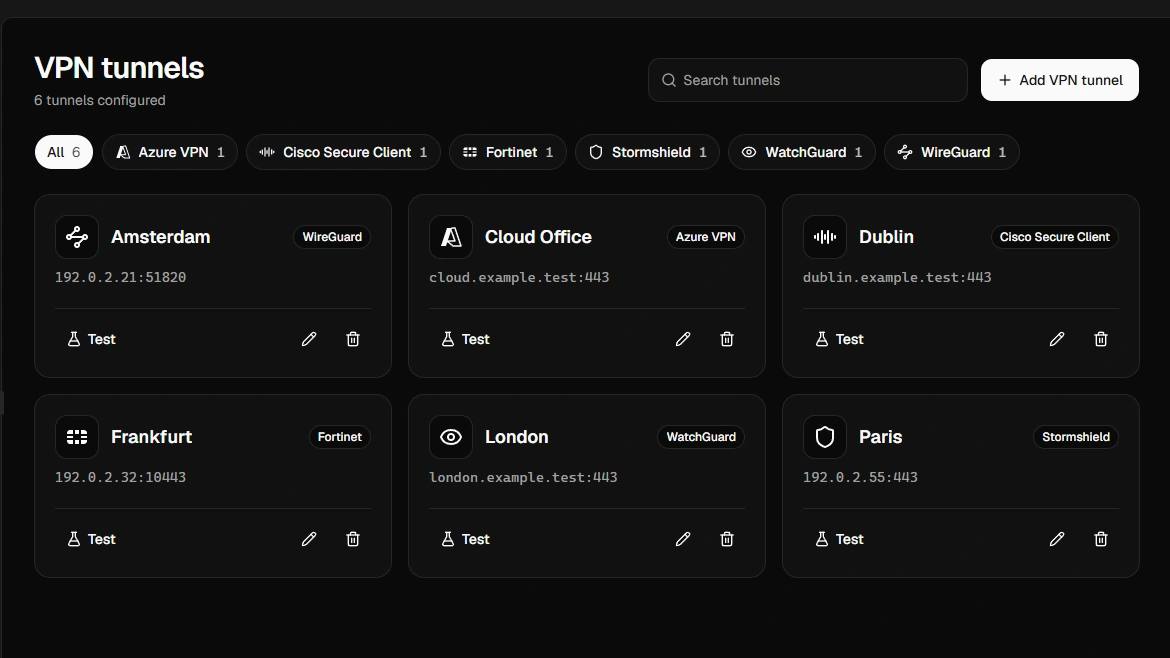 VPN tunnels
6 tunnels configured
Search tunnels
Add VPN tunnel
All 6
Azure VPN 1
Cisco Secure Client 1
Fortinet 1
Stormshield 1
WatchGuard 1
WireGuard 1
Amsterdam
WireGuard
192.0.2.21:51820
Test
Cloud Office
Azure VPN
cloud.example.test:443
Test
Dublin
Cisco Secure Client
dublin.example.test:443
Test
Frankfurt
Fortinet
192.0.2.32:10443
Test
London
WatchGuard
london.example.test:443
Test
Paris
Stormshield
192.0.2.55:443
Test